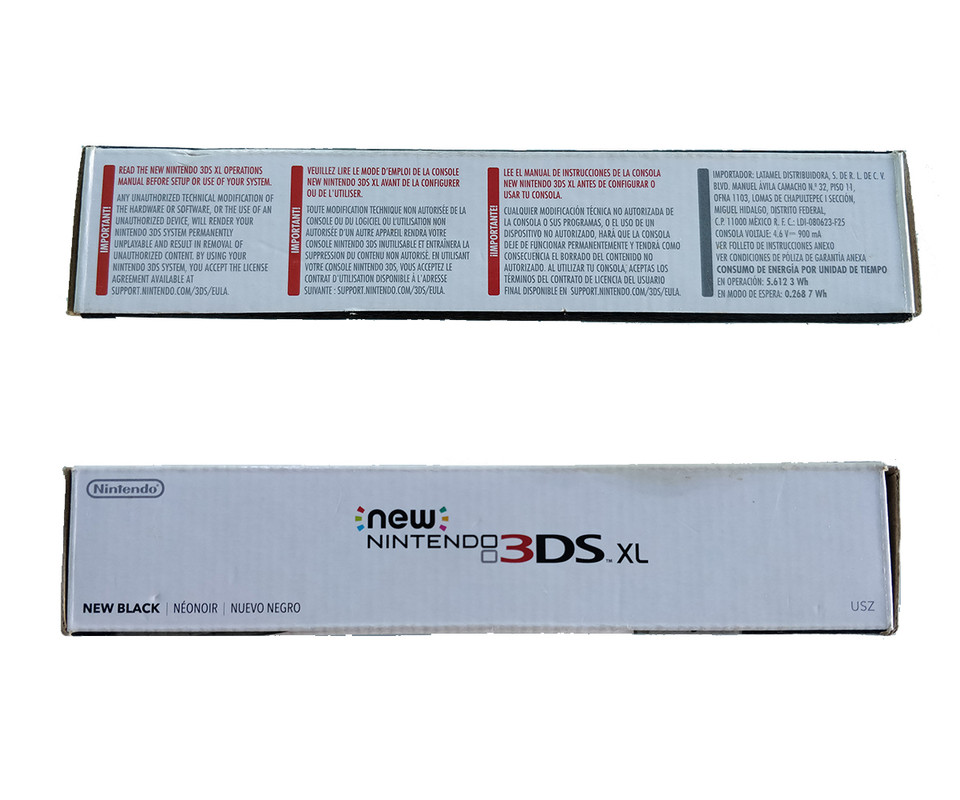 IMPORTANT!
READ THE NEW NINTENDO 3DS XL OPERATIONS
MANUAL BEFORE SETUP OR USE OF YOUR SYSTEM.
ANY UNAUTHORIZED TECHNICAL MODIFICATION OF
THE HARDWARE OR SOFTWARE, OR THE USE OF AN
UNAUTHORIZED DEVICE, WILL RENDER YOUR
NINTENDO 3DS SYSTEM PERMANENTLY
UNPLAYABLE AND RESULT IN REMOVAL OF
UNAUTHORIZED CONTENT. BY USING YOUR
NINTENDO 3DS SYSTEM, YOU ACCEPT THE LICENSE
AGREEMENT AVAILABLE AT
SUPPORT.NINTENDO.COM/3DS/EULA.
IMPORTANT!
VEUILLEZ LIRE LE MODE D'EMPLOI DE LA CONSOLE
NEW NINTENDO 3DS XL AVANT DE LA CONFIGURER
OU DE L'UTILISER.
TOUTE MODIFICATION TECHNIQUE NON AUTORISÉE DE LA
CONSOLE OU DU LOGICIEL OU L'UTILISATION NON
AUTORISÉE D'UN AUTRE APPAREIL RENDRA VOTRE
CONSOLE NINTENDO 3DS INUTILISABLE ET ENTRAÎNERA LA
SUPPRESSION DU CONTENU NON AUTORISÉ. EN UTILISANT
VOTRE CONSOLE NINTENDO 3DS, VOUS ACCEPTEZ LE
CONTRAT D'UTILISATION DISPONIBLE À L'ADRESSE
SUIVANTE : SUPPORT.NINTENDO.COM/3DS/EULA.
¡IMPORTANTE!
LEE EL MANUAL DE INSTRUCCIONES DE LA CONSOLA
NEW NINTENDO 3DS XL ANTES DE CONFIGURAR O
USAR TU CONSOLA.
CUALQUIER MODIFICACIÓN TÉCNICA NO AUTORIZADA DE
LA CONSOLA O SUS PROGRAMAS, O EL USO DE UN
DISPOSITIVO NO AUTORIZADO, HARÁ QUE LA CONSOLA
DEJE DE FUNCIONAR PERMANENTEMENTE Y TENDRÁ COMO
CONSECUENCIA EL BORRADO DEL CONTENIDO NO
AUTORIZADO. AL UTILIZAR TU CONSOLA, ACEPTAS LOS
TÉRMINOS DEL CONTRATO DE LICENCIA DEL USUARIO
FINAL DISPONIBLE EN SUPPORT.NINTENDO.COM/3DS/EULA.
IMPORTADOR: LATAMEL DISTRIBUIDORA, S. DE R. L. DE C. V.
BLVD. MANUEL ÁVILA CAMACHO N.º 32, PISO 11,
OFNA 1103, LOMAS DE CHAPULTEPEC I SECCIÓN,
MIGUEL HIDALGO, DISTRITO FEDERAL,
C.P. 11000 MÉXICO R. F. C.: LDI-080623-F25
CONSOLA VOLTAJE: 4.6 V⎓ 900 mA
VER FOLLETO DE INSTRUCCIONES ANEXO
VER CONDICIONES DE PÓLIZA DE GARANTÍA ANEXA
CONSUMO DE ENERGÍA POR UNIDAD DE TIEMPO
EN OPERACIÓN: 5.612 3 Wh
EN MODO DE ESPERA: 0.268 7 Wh
Nintendo®
new
NINTENDO 3DS™ XL
NEW BLACK | NÉONOIR | NUEVO NEGRO
USZ